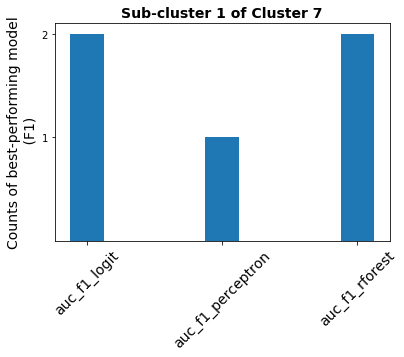 Sub-cluster 1 of Cluster 7
Counts of best-performing model
(F1)
2
1
auc_f1_logit
auc_f1_perceptron
auc_f1_rforest